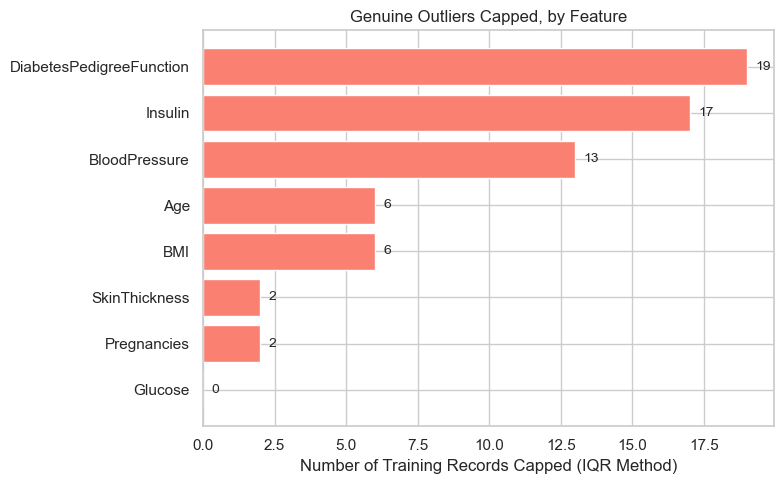 Genuine Outliers Capped, by Feature
DiabetesPedigreeFunction 19
Insulin 17
BloodPressure 13
Age 6
BMI 6
SkinThickness 2
Pregnancies 2
Glucose 0
0.0 2.5 5.0 7.5 10.0 12.5 15.0 17.5
Number of Training Records Capped (IQR Method)